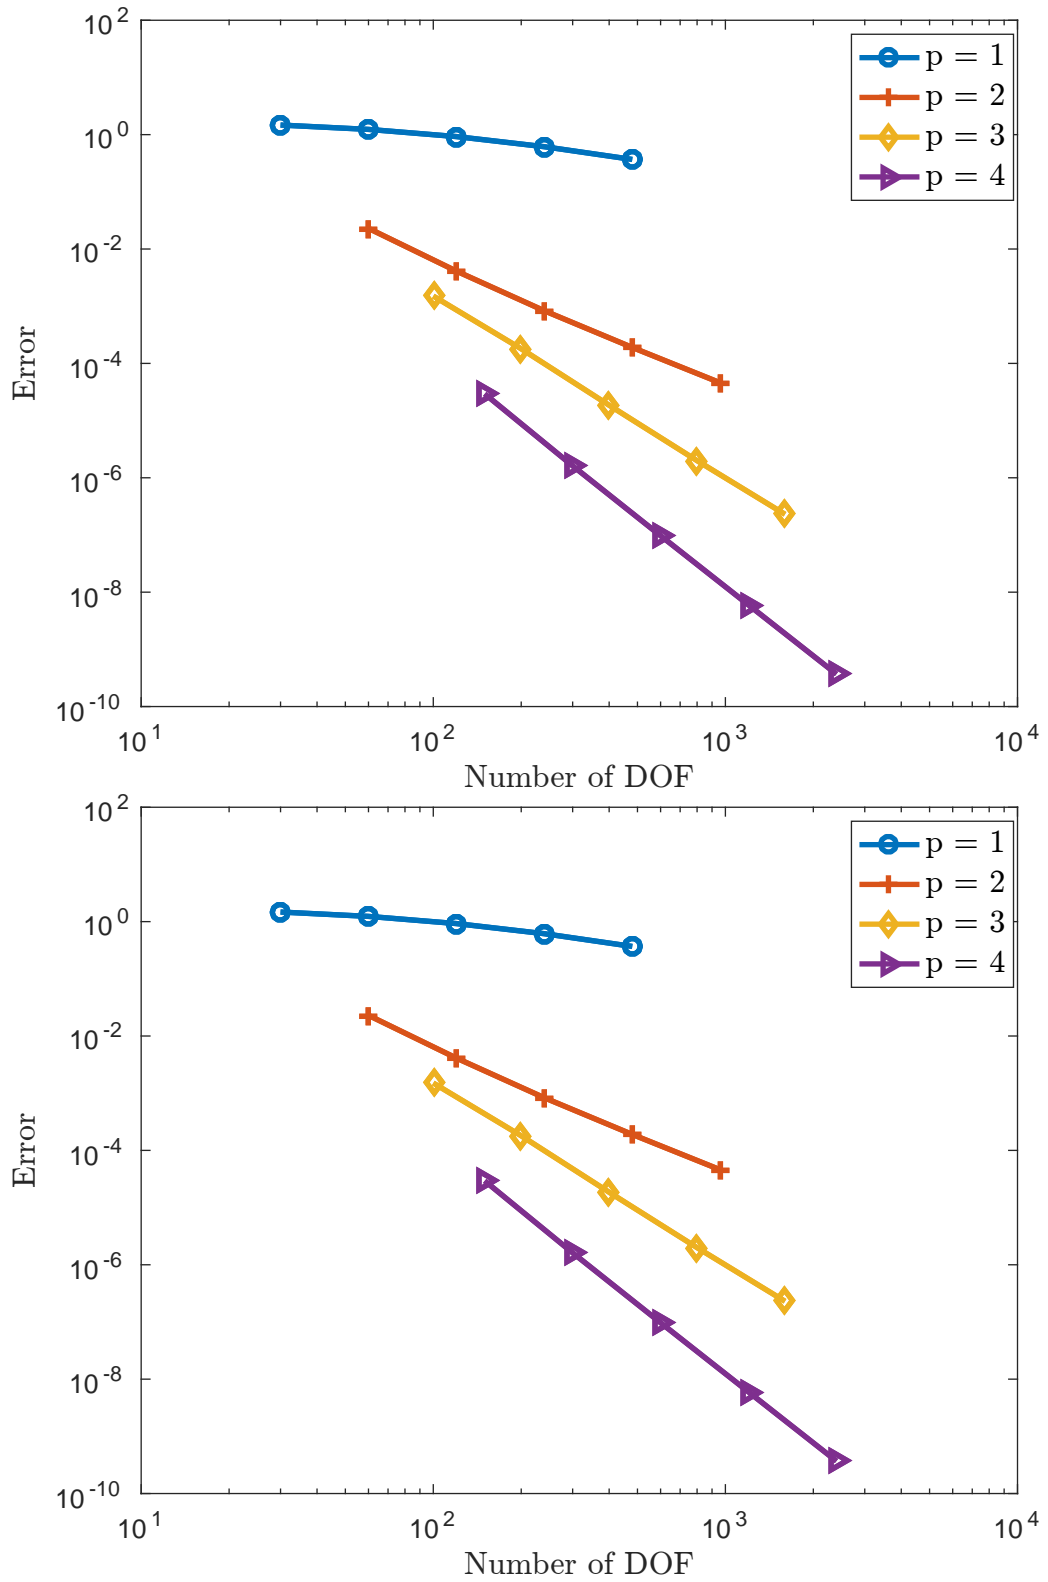 10^2
10^0
10^-2
10^-4
10^-6
10^-8
10^-10
Error
p = 1
p = 2
p = 3
p = 4
10^1 10^2 10^3 10^4
Number of DOF
10^2
10^0
10^-2
10^-4
10^-6
10^-8
10^-10
Error
p = 1
p = 2
p = 3
p = 4
10^1 10^2 10^3 10^4
Number of DOF